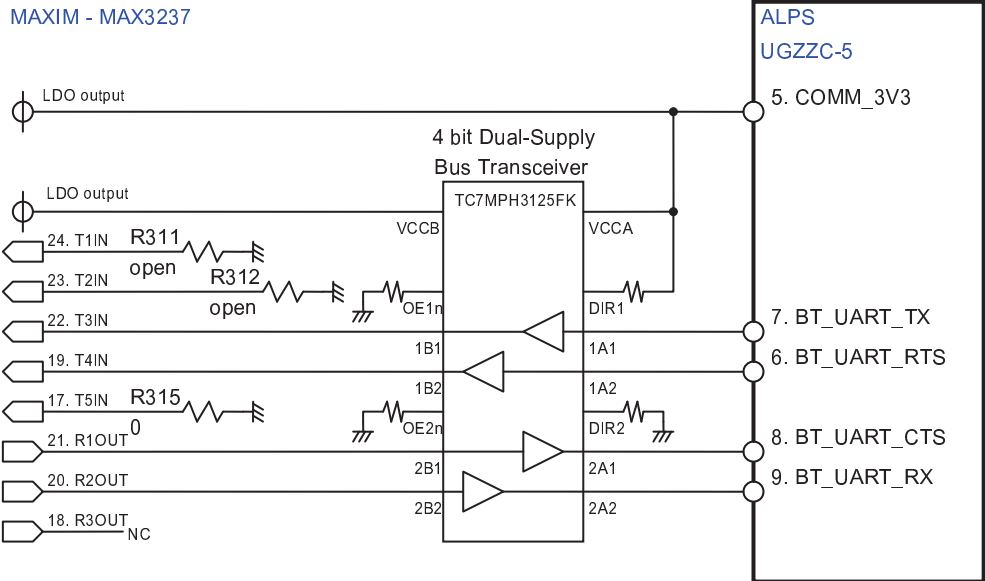 MAXIM - MAX3237
ALPS
UGZZC-5
LDO output
5. COMM_3V3
4 bit Dual-Supply
Bus Transceiver
LDO output
TC7MPH3125FK
VCCB
VCCA
24. T1IN
R311
open
23. T2IN
R312
open
OE1n
DIR1
22. T3IN
7. BT_UART_TX
1B1
1A1
19. T4IN
6. BT_UART_RTS
1B2
1A2
17. T5IN
R315
0
OE2n
DIR2
21. R1OUT
8. BT_UART_CTS
2B1
2A1
20. R2OUT
9. BT_UART_RX
2B2
2A2
18. R3OUT
NC